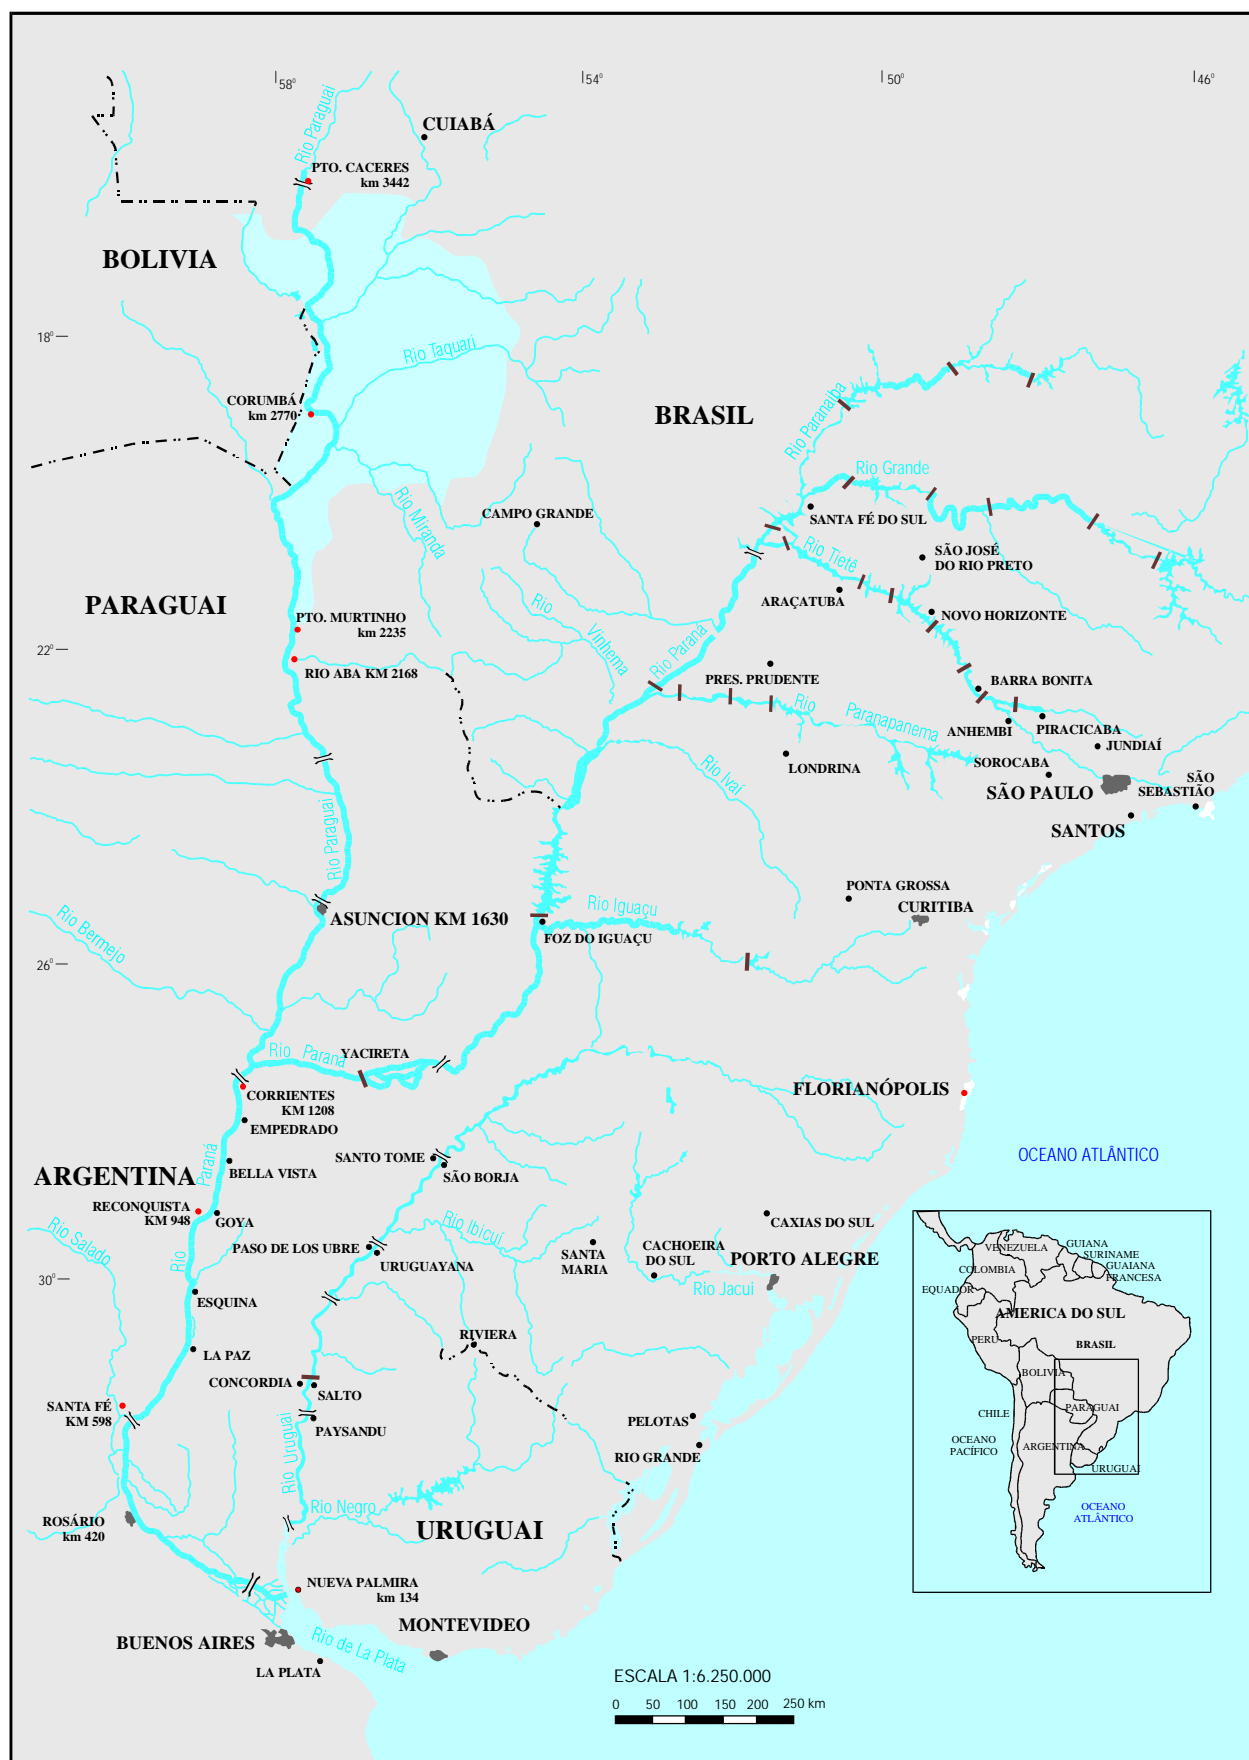 58°
54°
50°
46°
CUIABÁ
Rio Paraguai
PTO. CACERES
km 3442
BOLIVIA
18°
Rio Taquari
CORUMBÁ
km 2770
BRASIL
Rio Paranaiba
Rio Grande
Rio Miranda
CAMPO GRANDE
SANTA FÉ DO SUL
SÃO JOSÉ
DO RIO PRETO
Rio Tieté
PARAGUAI
ARAÇATUBA
NOVO HORIZONTE
PTO. MURTINHO
km 2235
Rio Vinhema
Rio Parana
22°
RIO ABA KM 2168
PRES. PRUDENTE
BARRA BONITA
Rio Paranapanema
ANHEMBI
PIRACICABA
JUNDIAÍ
LONDRINA
SOROCABA
SÃO PAULO
SÃO
SEBASTIÃO
Rio Ivaí
SANTOS
Rio Paraguai
PONTA GROSSA
CURITIBA
Rio Iguaçu
ASUNCION KM 1630
FOZ DO IGUAÇU
Rio Bermejo
26°
Rio Paraná
YACIRETA
CORRIENTES
KM 1208
FLORIANÓPOLIS
EMPEDRADO
SANTO TOME
SÃO BORJA
OCEANO ATLÂNTICO
ARGENTINA
BELLA VISTA
Rio Paraná
RECONQUISTA
KM 948
GOYA
Rio Salado
Rio Ibicuí
CAXIAS DO SUL
PASO DE LOS UBRE
URUGUAYANA
SANTA
MARIA
CACHOEIRA
DO SUL
PORTO ALEGRE
Rio Jacui
30°
ESQUINA
RIVIERA
LA PAZ
CONCORDIA
SALTO
SANTA FÉ
KM 598
PAYSANDU
PELOTAS
RIO GRANDE
Rio Uruguai
Rio Negro
URUGUAI
ROSÁRIO
km 420
NUEVA PALMIRA
km 134
MONTEVIDEO
BUENOS AIRES
Rio de La Plata
LA PLATA
VENEZUELA
GUIANA
SURINAME
GUAIANA
FRANCESA
COLOMBIA
EQUADOR
AMERICA DO SUL
PERU
BRASIL
BOLIVIA
PARAGUAI
CHILE
OCEANO
PACÍFICO
ARGENTINA
URUGUAI
OCEANO
ATLÂNTICO
ESCALA 1:6.250.000
0 50 100 150 200 250 km